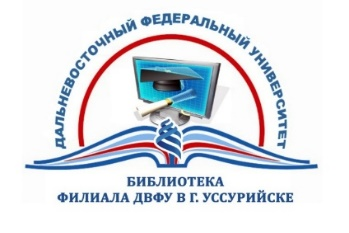 ДАЛЬНЕВОСТОЧНЫЙ ФЕДЕРАЛЬНЫЙ УНИВЕРСИТЕТ
БИБЛИОТЕКА
ФИЛИАЛА ДВФУ В Г. УССУРИЙСКЕ